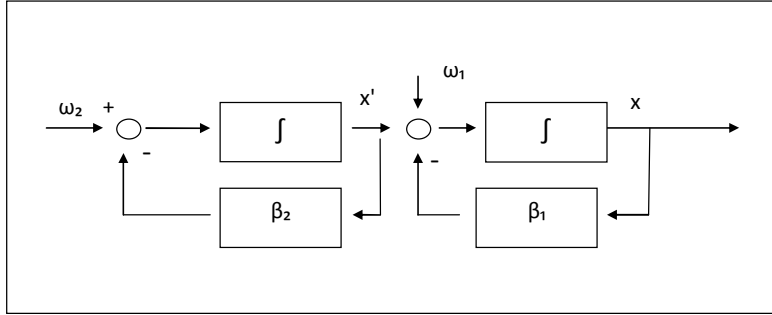 ω₁
ω₂ + ∫ x' ∫ x
- -
β₂ β₁